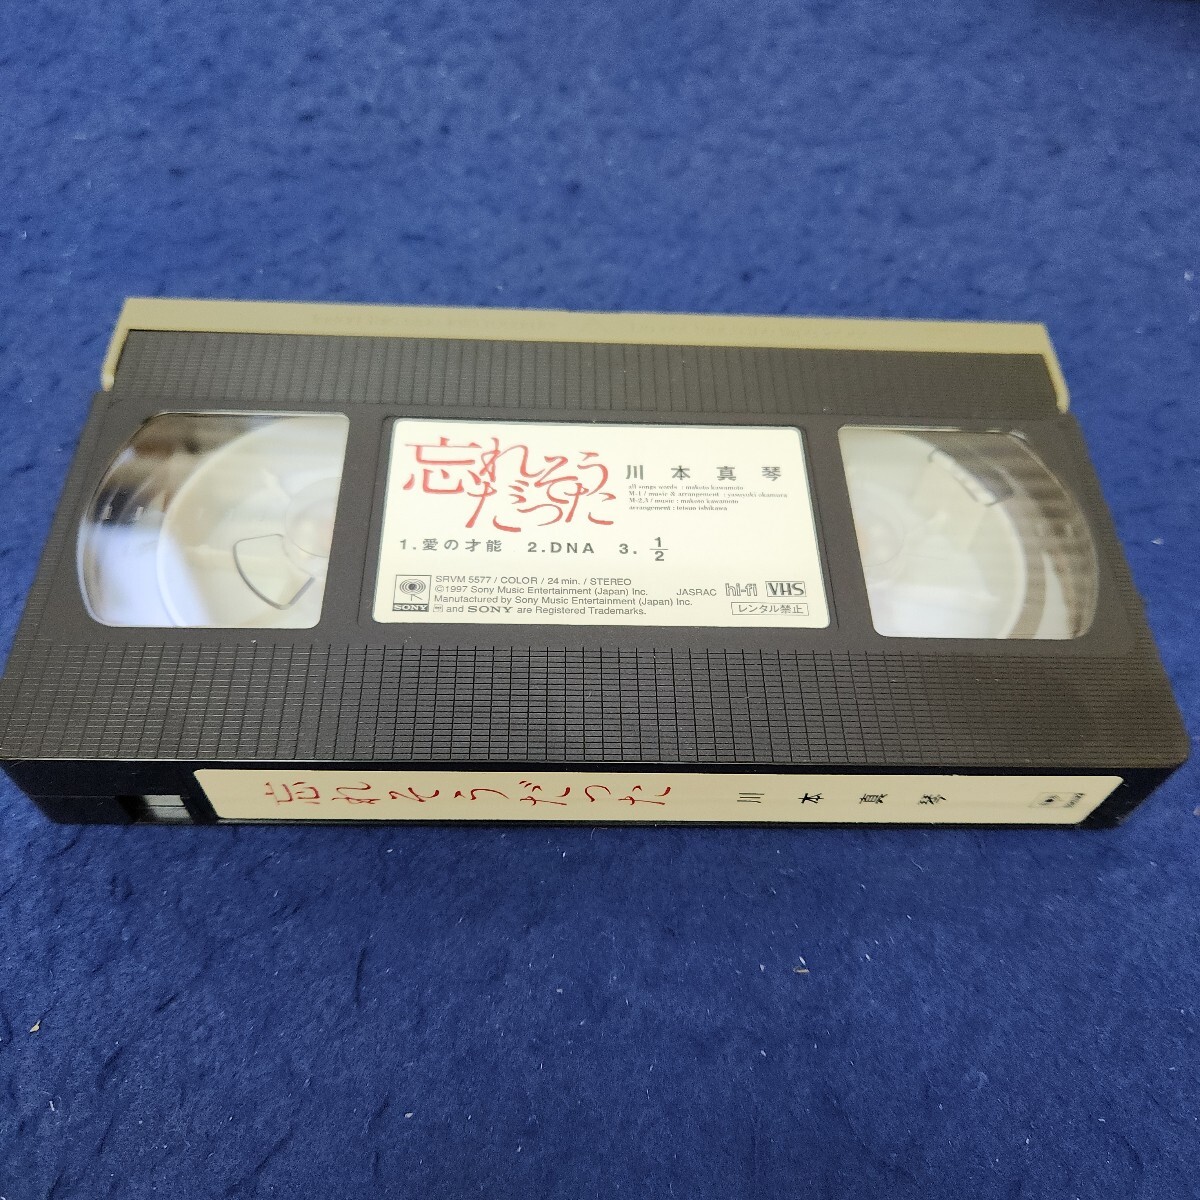 忘れそう
だった
川本真琴
all songs words : makoto kawamoto
M-1 / music & arrangement : yasuyuki okamura
M-2,3 / music : makoto kawamoto
arrangement : tetsuo ishikawa
1.愛の才能 2.DNA 3. 1/2
SRVM 5577 / COLOR / 24 min. / STEREO
©1997 Sony Music Entertainment (Japan) Inc.
Manufactured by Sony Music Entertainment (Japan) Inc.
and SONY are Registered Trademarks.
SONY
JASRAC hi-fi VHS
レンタル禁止
忘れそうだった 川本真琴